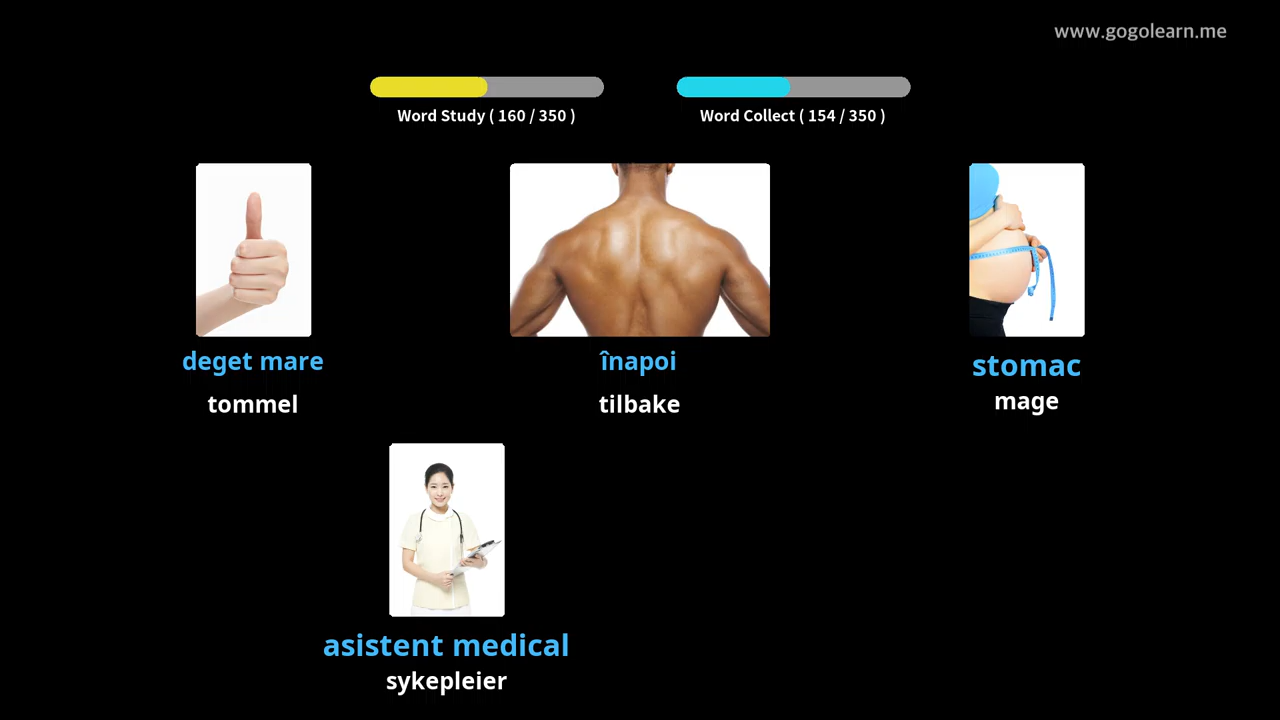 www.gogolearn.me
Word Study ( 160 / 350 )
Word Collect ( 154 / 350 )
deget mare
tommel
înapoi
tilbake
stomac
mage
asistent medical
sykepleier